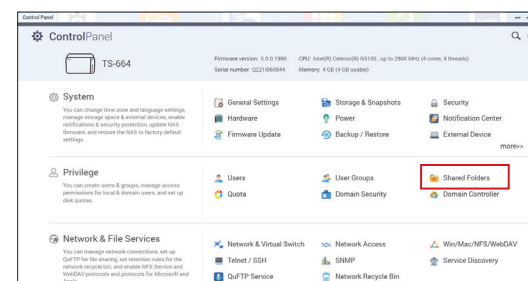 Control Panel
ControlPanel
TS-664
Firmware version: 5.0.0.1986 CPU: Intel(R) Celeron(R) N5105 , up to 2900 MHz (4 cores, 4 threads)
Serial number: Q221I060844 Memory: 4 GB (4 GB usable)
System
You can change time zone and language settings,
manage storage space & external devices, enable
notifications & security protection, update NAS
firmware, and restore the NAS to factory default
settings.
General Settings Storage & Snapshots Security
Hardware Power Notification Center
Firmware Update Backup / Restore External Device
more>>
Privilege
You can create users & groups, manage access
permissions for local & domain users, and set up
disk quotas.
Users User Groups Shared Folders
Quota Domain Security Domain Controller
Network & File Services
You can manage network connections, set up
QuFTP for file sharing, set retention rules for the
network recycle bin, and enable NFS Service and
WebDAV protocols and protocols for Microsoft and
Network & Virtual Switch Network Access Win/Mac/NFS/WebDAV
Telnet / SSH SNMP Service Discovery
QuFTP Service Network Recycle Bin